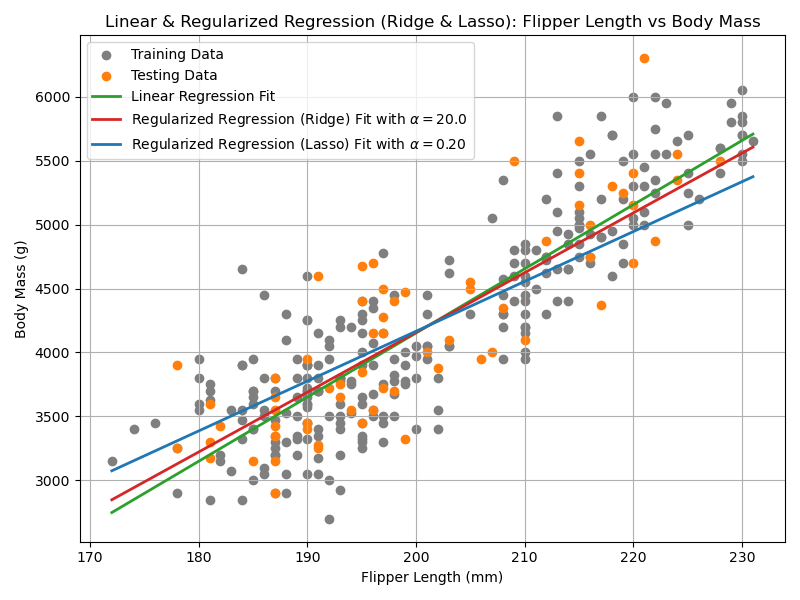 Linear & Regularized Regression (Ridge & Lasso): Flipper Length vs Body Mass
Training Data
Testing Data
Linear Regression Fit
Regularized Regression (Ridge) Fit with α = 20.0
Regularized Regression (Lasso) Fit with α = 0.20
6000
5500
5000
4500
4000
3500
3000
Body Mass (g)
170 180 190 200 210 220 230
Flipper Length (mm)